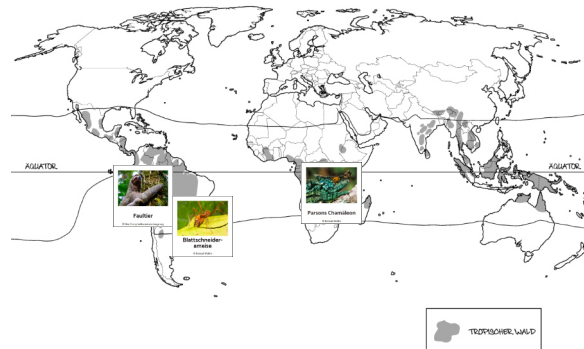 ÄQUATOR
ÄQUATOR
Faultier
Blattschneider-
ameise
Parsons Chamäleon
TROPISCHER WALD